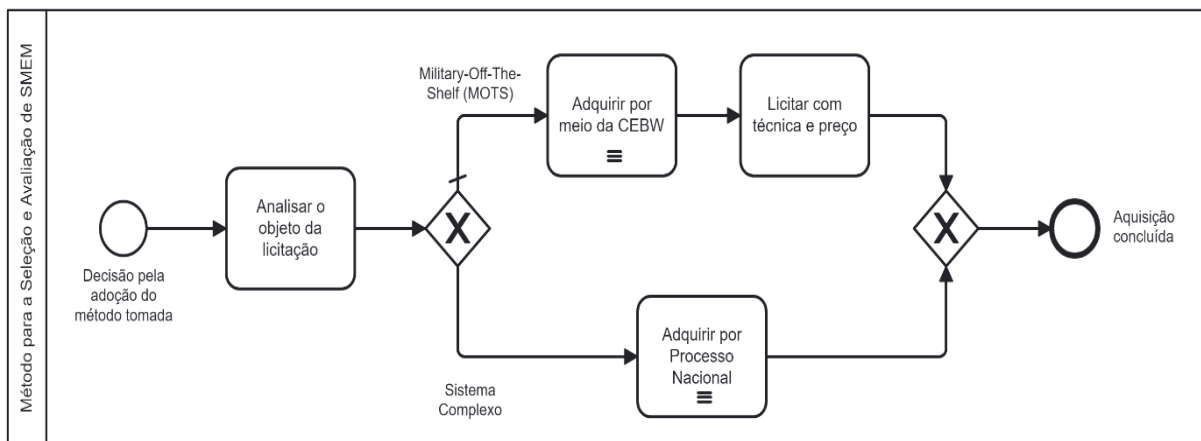 Método para a Seleção e Avaliação de SMEM
Decisão pela
adoção do
método tomada
Analisar o
objeto da
licitação
X
Military-Off-The-
Shelf (MOTS)
Adquirir por
meio da CEBW
Licitar com
técnica e preço
Sistema
Complexo
Adquirir por
Processo
Nacional
X
Aquisição
concluída